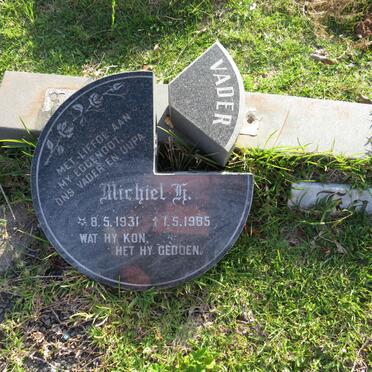 VADER
MET LIEFDE AAN
MY EGGENOOT
ONS VADER EN OUPA
Michiel H.
* 8.5.1931 † 7.5.1985
WAT HY KON,
HET HY GEDOEN.